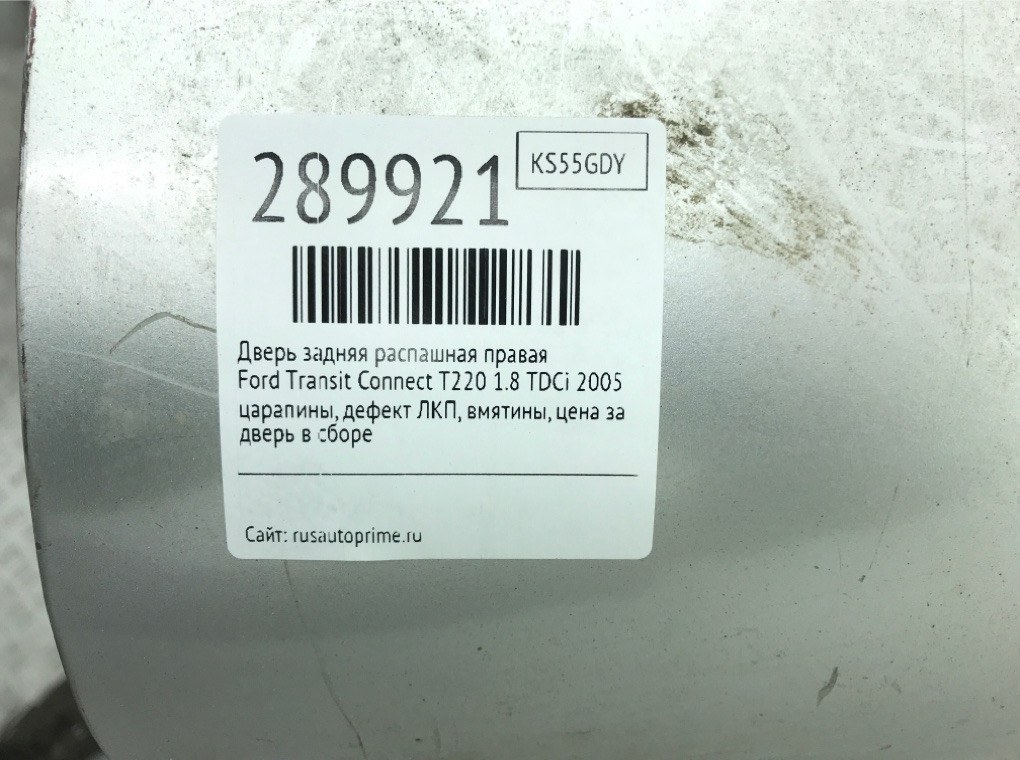 289921
KS55GDY
Дверь задняя распашная правая
Ford Transit Connect T220 1.8 TDCi 2005
царапины, дефект ЛКП, вмятины, цена за
дверь в сборе
Сайт: rusautoprime.ru